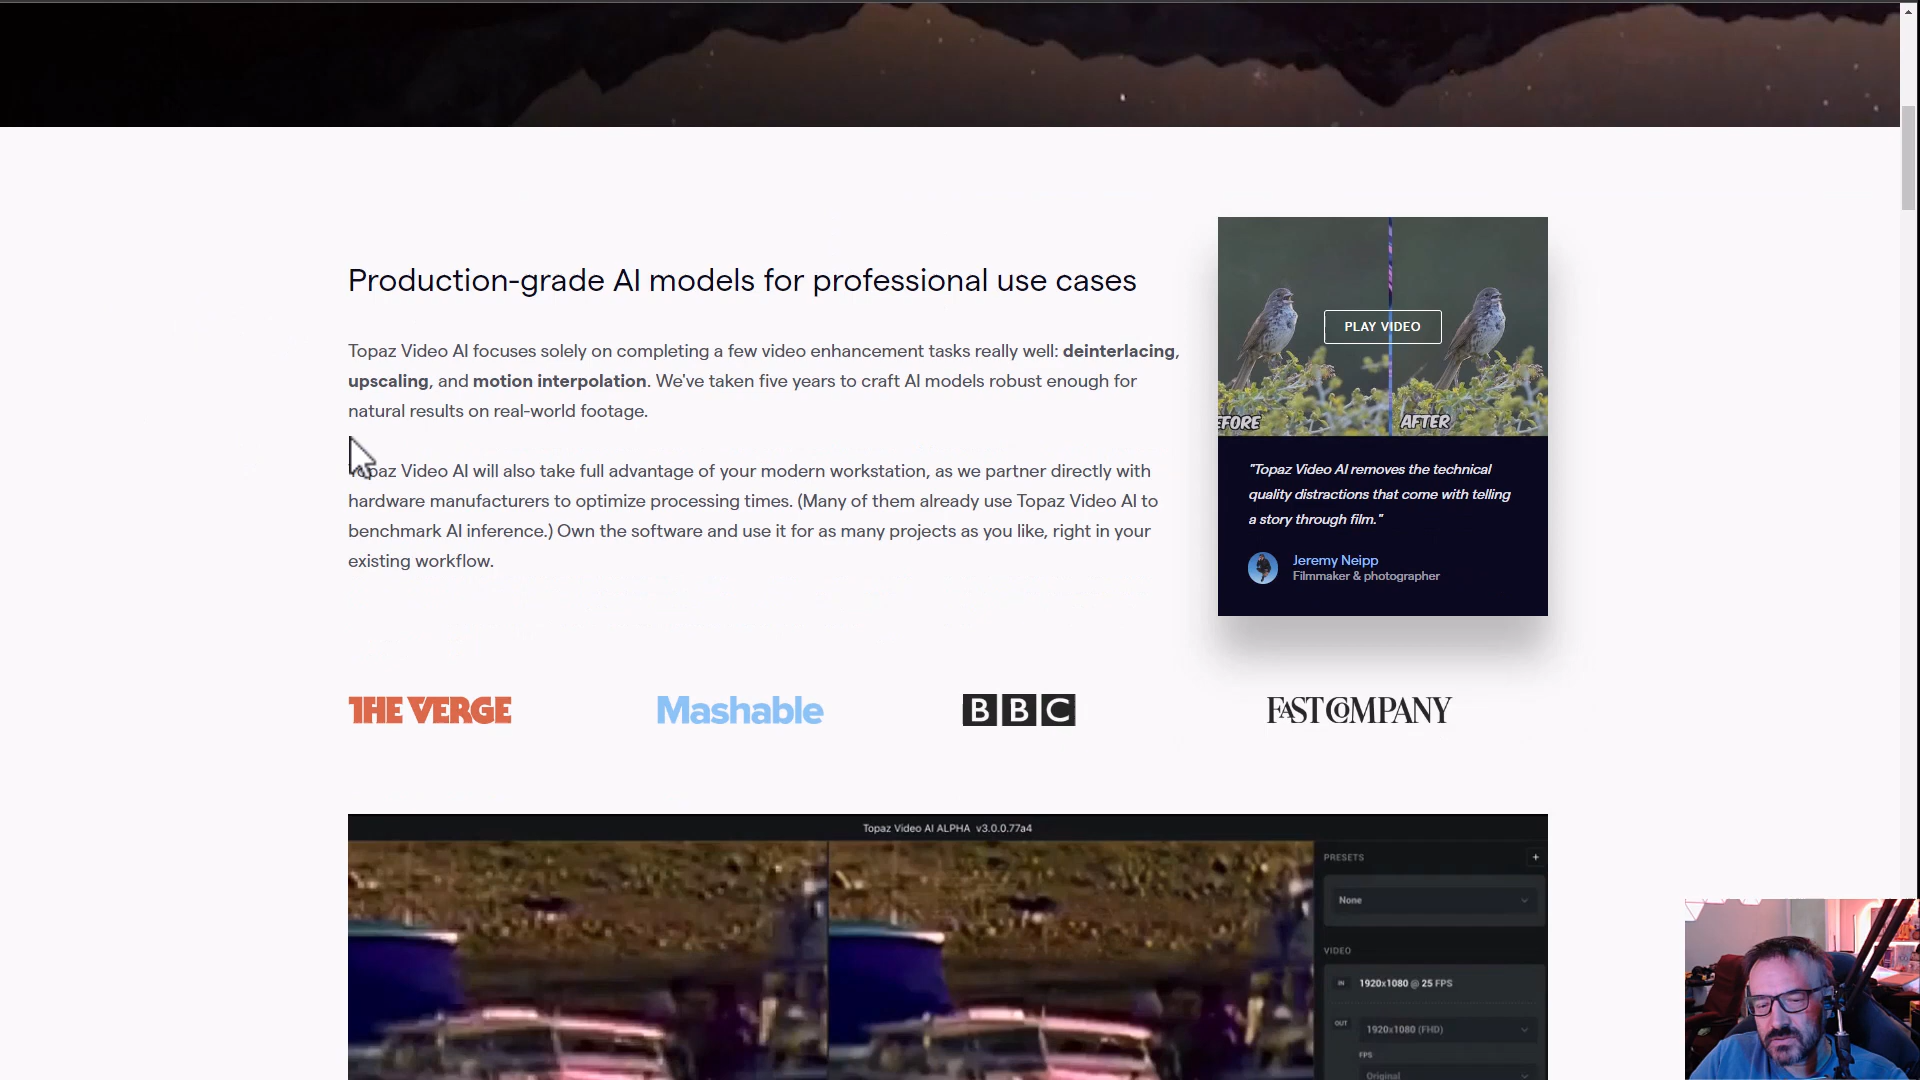 Production-grade AI models for professional use cases
Topaz Video AI focuses solely on completing a few video enhancement tasks really well: deinterlacing,
upscaling, and motion interpolation. We've taken five years to craft AI models robust enough for
natural results on real-world footage.
Topaz Video AI will also take full advantage of your modern workstation, as we partner directly with
hardware manufacturers to optimize processing times. (Many of them already use Topaz Video AI to
benchmark AI inference.) Own the software and use it for as many projects as you like, right in your
existing workflow.
PLAY VIDEO
EFORE
AFTER
"Topaz Video AI removes the technical
quality distractions that come with telling
a story through film."
Jeremy Neipp
Filmmaker & photographer
THE VERGE
Mashable
BBC
FAST COMPANY
Topaz Video AI ALPHA v3.0.0.77a4
PRESETS
+
None
VIDEO
IN 1920x1080 @ 25 FPS
OUT 1920x1080 (FHD)
FPS
Original